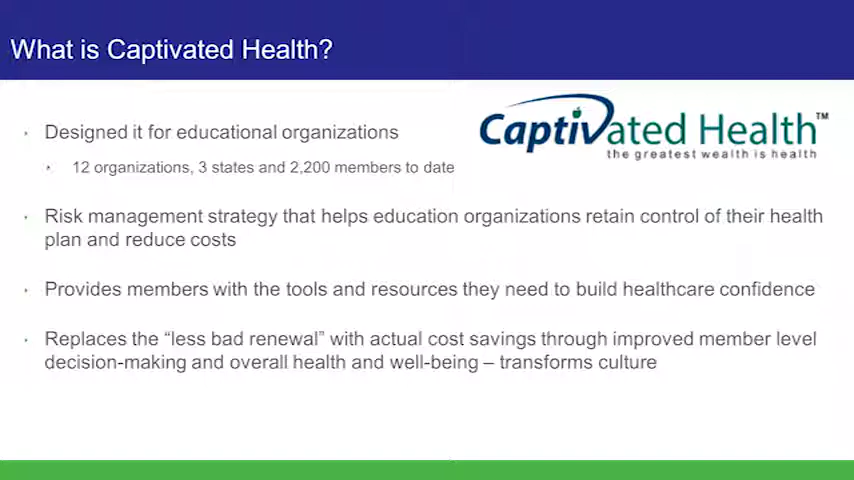 What is Captivated Health?
Captivated Health™
the greatest wealth is health
Designed it for educational organizations
12 organizations, 3 states and 2,200 members to date
Risk management strategy that helps education organizations retain control of their health
plan and reduce costs
Provides members with the tools and resources they need to build healthcare confidence
Replaces the “less bad renewal” with actual cost savings through improved member level
decision-making and overall health and well-being – transforms culture